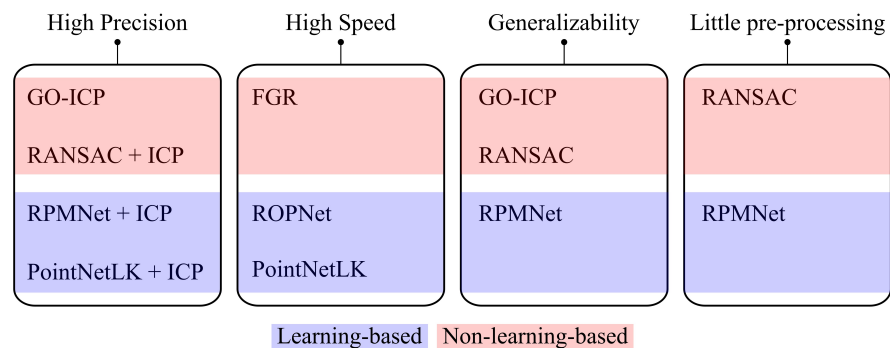 High Precision
High Speed
Generalizability
Little pre-processing
GO-ICP
RANSAC + ICP
RPMNet + ICP
PointNetLK + ICP
FGR
ROPNet
PointNetLK
GO-ICP
RANSAC
RPMNet
RANSAC
RPMNet
Learning-based
Non-learning-based